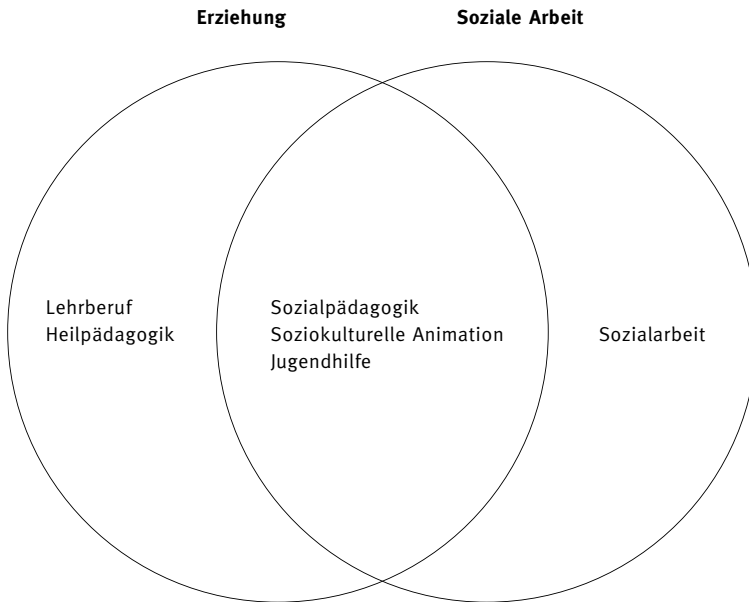 Erziehung
Soziale Arbeit
Lehrberuf
Heilpädagogik
Sozialpädagogik
Soziokulturelle Animation
Jugendhilfe
Sozialarbeit